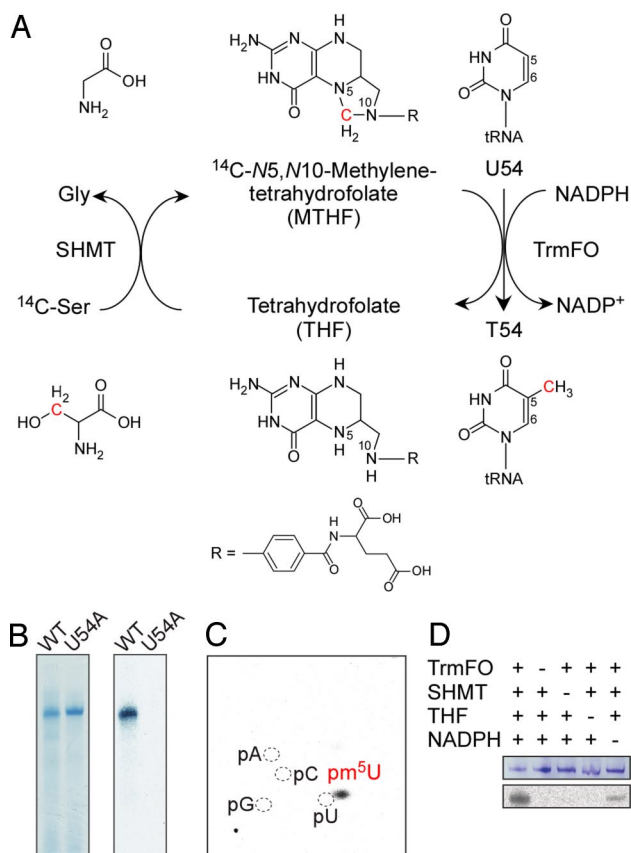 A
O
OH
NH₂
H
H₂N
N
5
HN
N
N
10
O
C
N
R
H₂
O
HN
5
6
O
N
tRNA
¹⁴C-N5,N10-Methylene-
tetrahydrofolate
(MTHF)
U54
Gly
NADPH
SHMT
TrmFO
¹⁴C-Ser
Tetrahydrofolate
(THF)
NADP⁺
T54
H₂
C
O
HO
OH
NH₂
H
H₂N
N
N
HN
N
5
O
H
10
N
R
H
O
CH₃
HN
5
6
O
N
tRNA
R =
H
N
O
OH
O
O
OH
B
WT
U54A
WT
U54A
C
pA
pC
pm⁵U
pG
pU
D
TrmFO + - + + +
SHMT + + - + +
THF + + + - +
NADPH + + + + -